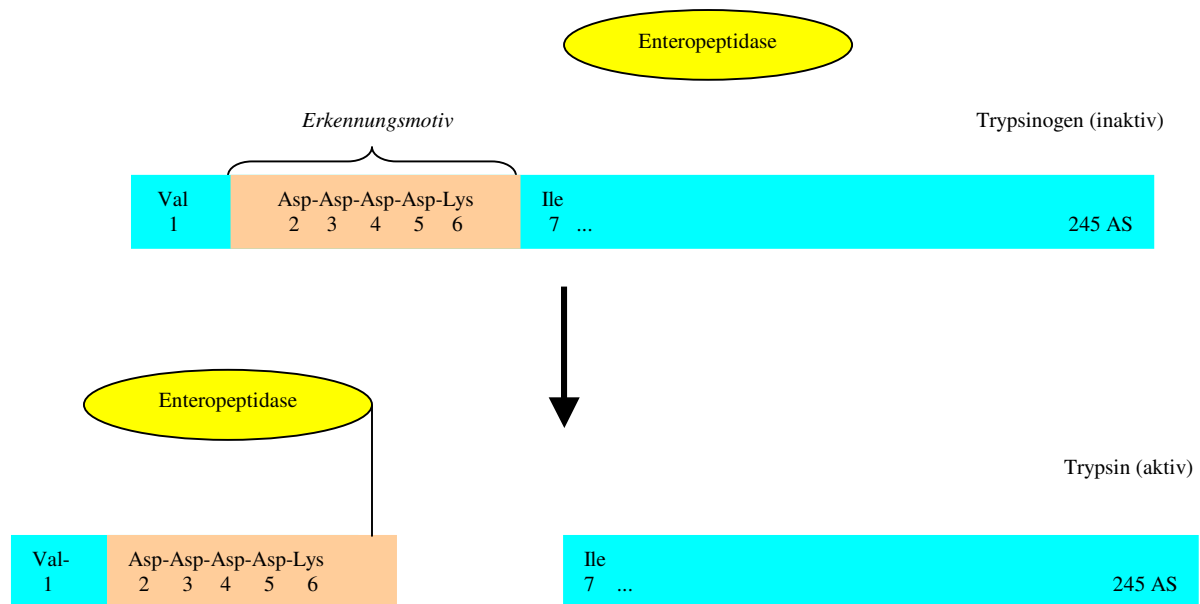 Enteropeptidase
Erkennungsmotiv
Trypsinogen (inaktiv)
Val Asp-Asp-Asp-Asp-Lys Ile
1 2 3 4 5 6 7 ... 245 AS
Enteropeptidase
Trypsin (aktiv)
Val- Asp-Asp-Asp-Asp-Lys Ile
1 2 3 4 5 6 7 ... 245 AS